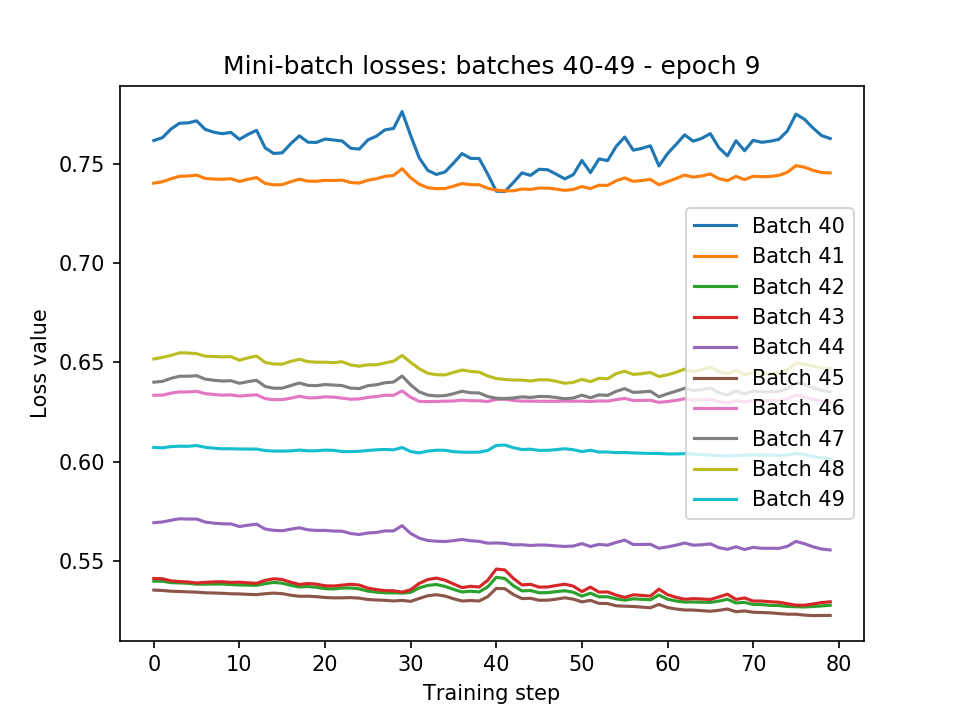 Mini-batch losses: batches 40-49 - epoch 9
Loss value
0.75
0.70
0.65
0.60
0.55
Batch 40
Batch 41
Batch 42
Batch 43
Batch 44
Batch 45
Batch 46
Batch 47
Batch 48
Batch 49
0 10 20 30 40 50 60 70 80
Training step